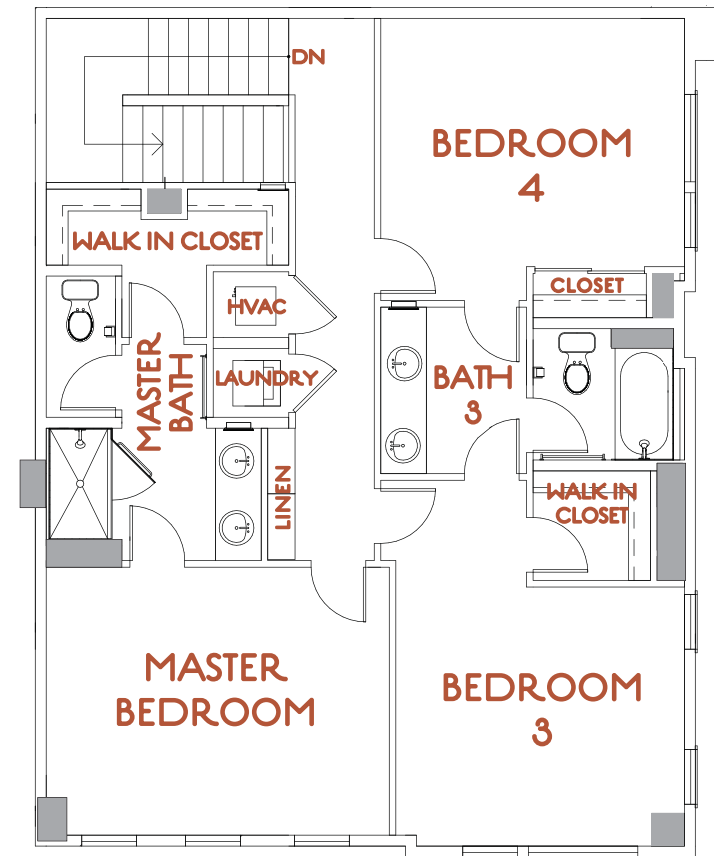 DN
BEDROOM
4
WALK IN CLOSET
CLOSET
HVAC
MASTER
BATH
LAUNDRY
BATH
3
LINEN
WALK IN
CLOSET
MASTER
BEDROOM
BEDROOM
3